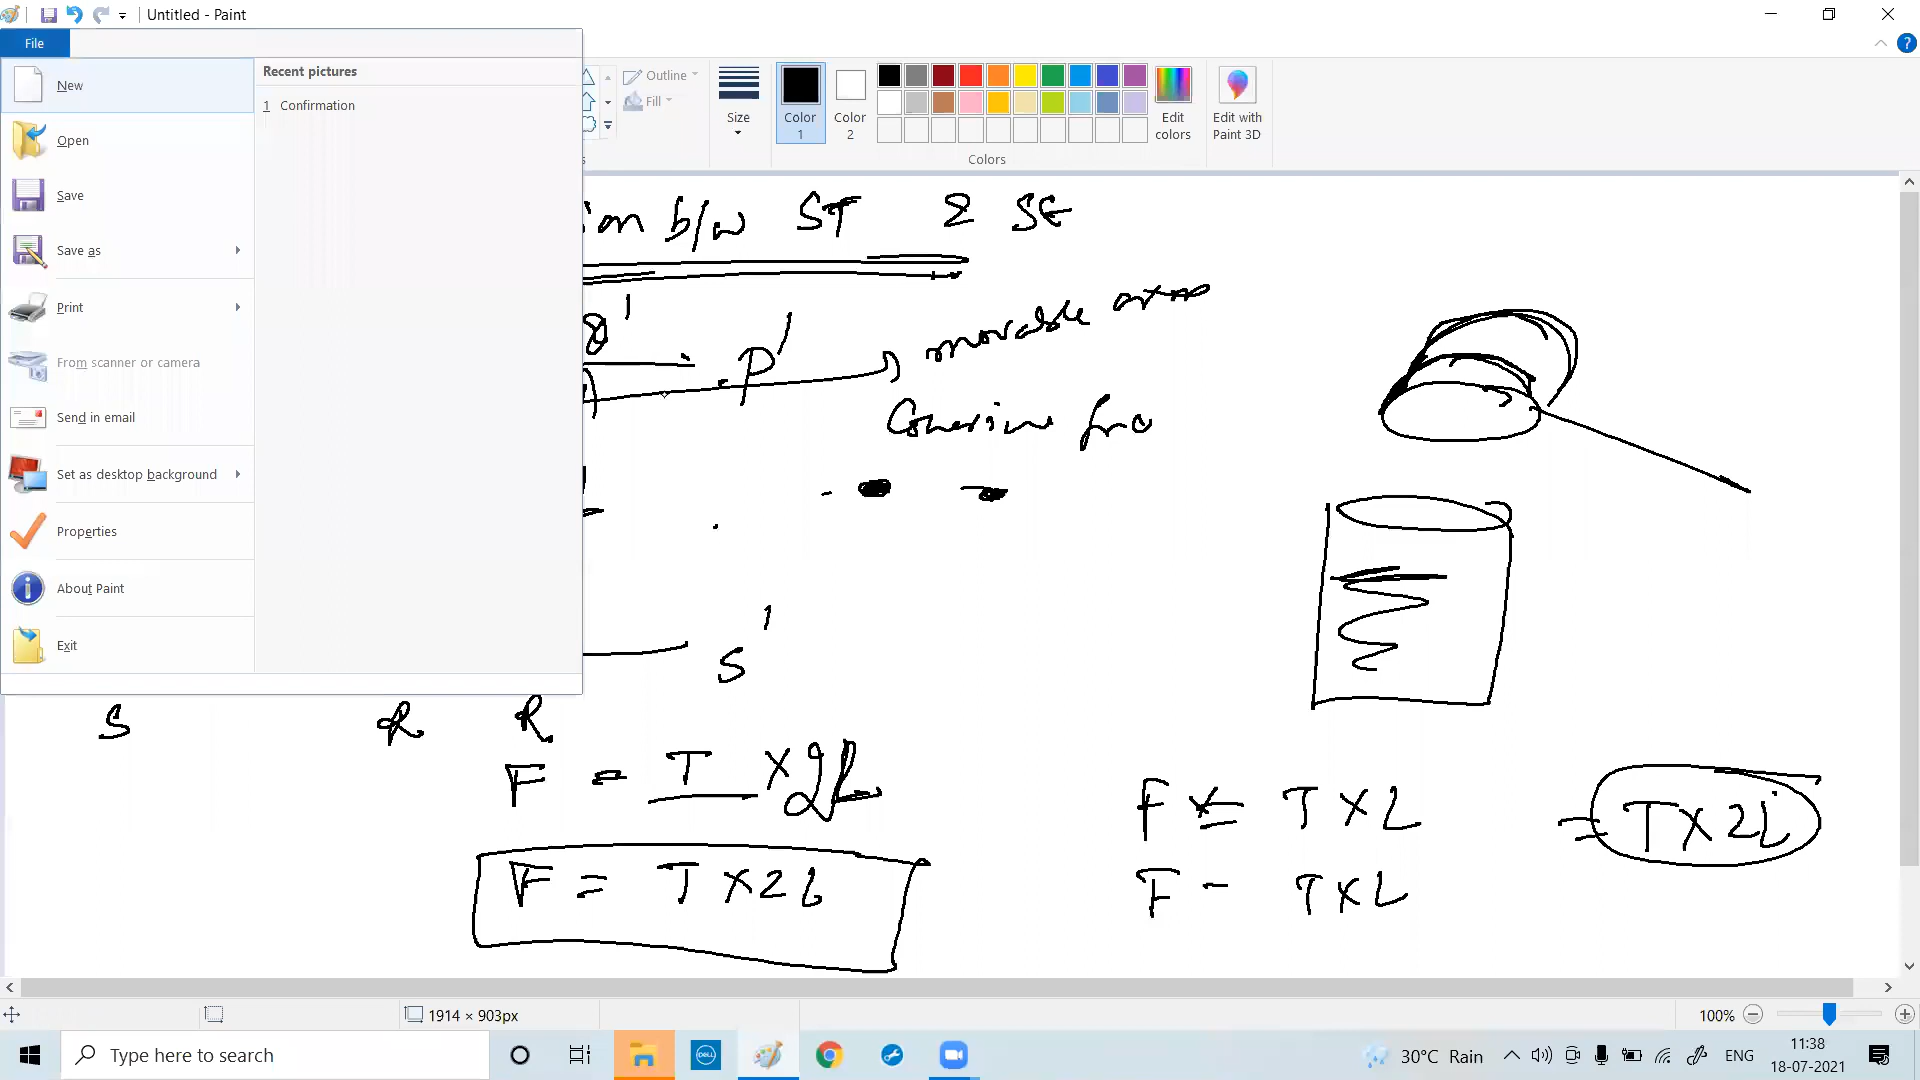 Untitled - Paint
File
New
Open
Save
Save as
Print
From scanner or camera
Send in email
Set as desktop background
Properties
About Paint
Exit
Recent pictures
1 Confirmation
Outline
Fill
Size
Color 1
Color 2
Edit colors
Edit with Paint 3D
Colors
ion b/w ST & SE
P'
movable
S'
S R R
F = T × 2L
F = T × 2L
F = T × L
= T × 2L
F = T × L
1914 × 903px
100%
Type here to search
DELL
30°C Rain
ENG
11:38
18-07-2021